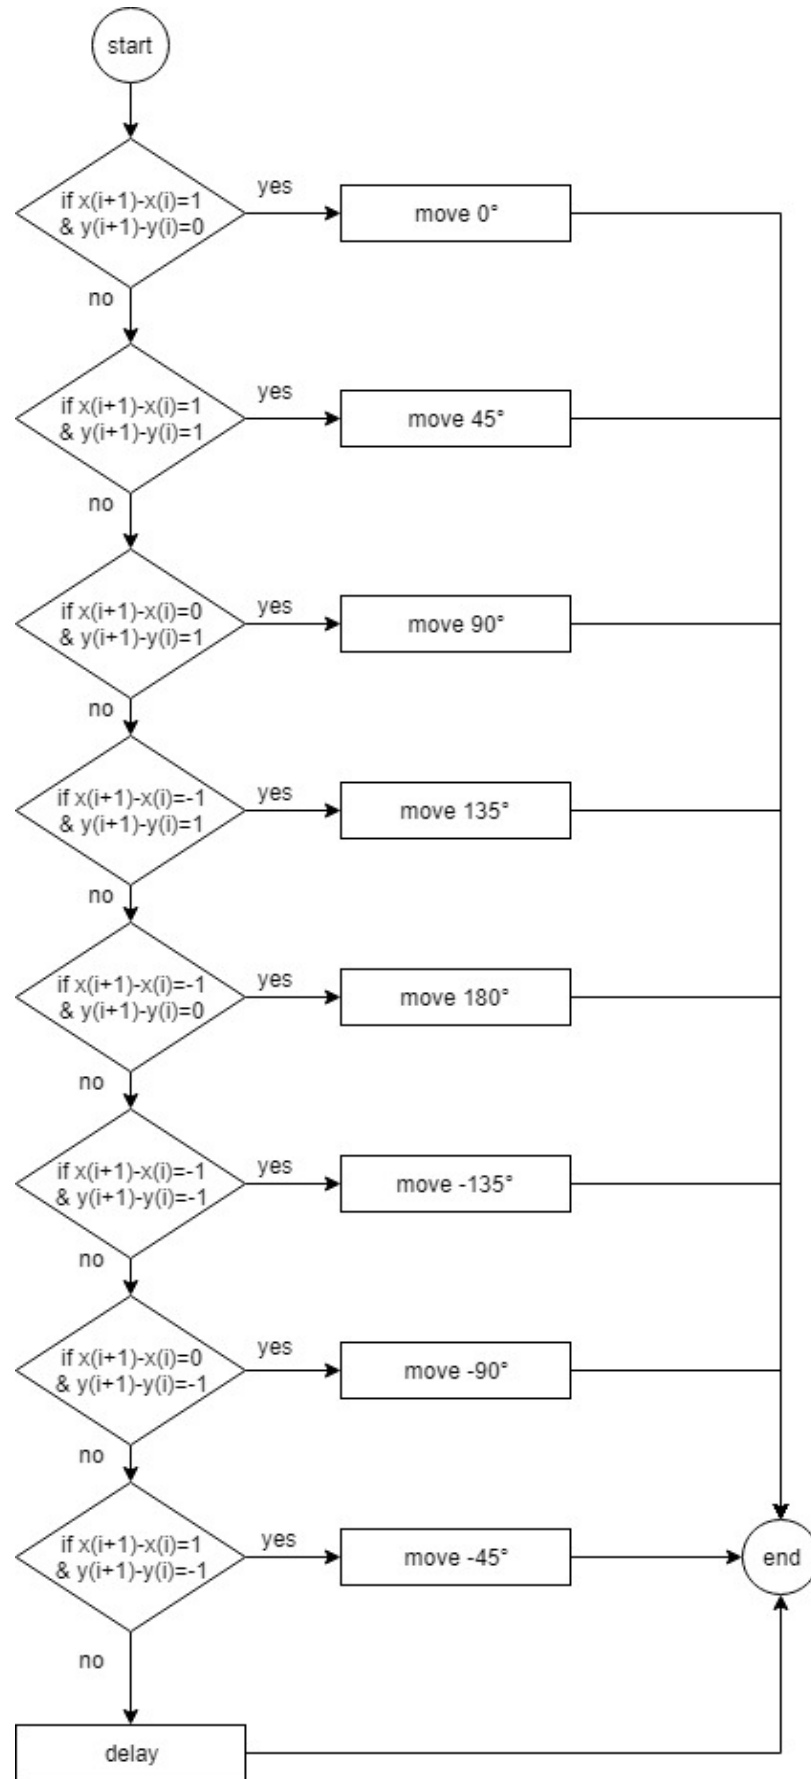 start
if x(i+1)-x(i)=1
& y(i+1)-y(i)=0
yes
move 0°
no
if x(i+1)-x(i)=1
& y(i+1)-y(i)=1
yes
move 45°
no
if x(i+1)-x(i)=0
& y(i+1)-y(i)=1
yes
move 90°
no
if x(i+1)-x(i)=-1
& y(i+1)-y(i)=1
yes
move 135°
no
if x(i+1)-x(i)=-1
& y(i+1)-y(i)=0
yes
move 180°
no
if x(i+1)-x(i)=-1
& y(i+1)-y(i)=-1
yes
move -135°
no
if x(i+1)-x(i)=0
& y(i+1)-y(i)=-1
yes
move -90°
no
if x(i+1)-x(i)=1
& y(i+1)-y(i)=-1
yes
move -45°
end
no
delay